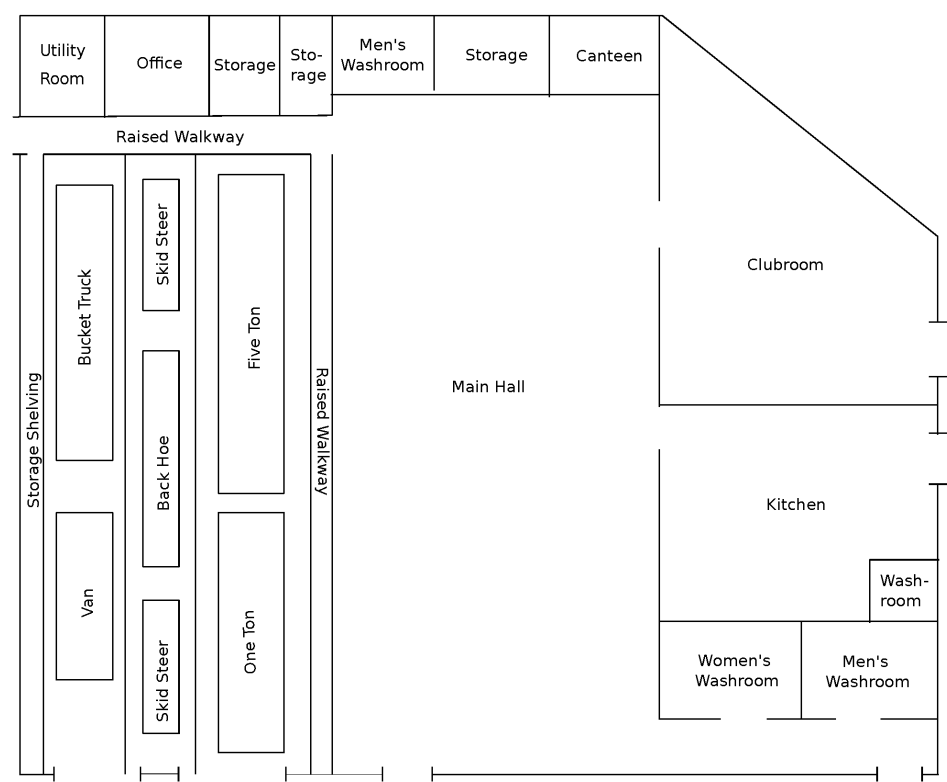 Utility
Room
Office
Storage
Sto-
rage
Men's
Washroom
Storage
Canteen
Raised Walkway
Clubroom
Skid Steer
Bucket Truck
Five Ton
Storage Shelving
Raised Walkway
Main Hall
Back Hoe
Kitchen
Van
One Ton
Skid Steer
Wash-
room
Women's
Washroom
Men's
Washroom